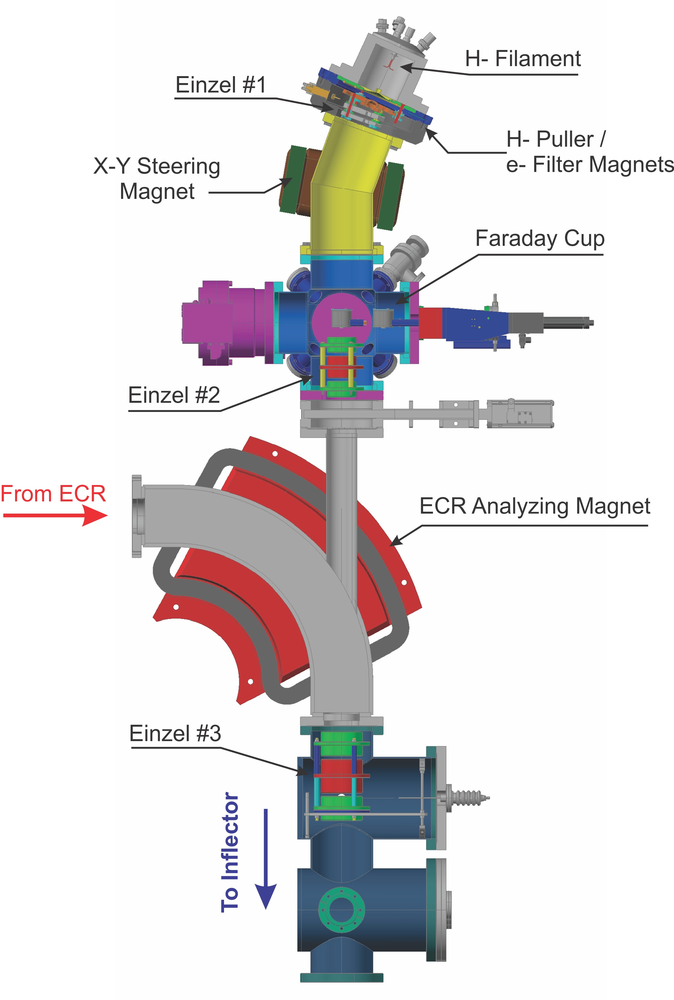 H- Filament
Einzel #1
H- Puller /
e- Filter Magnets
X-Y Steering
Magnet
Faraday Cup
Einzel #2
From ECR
ECR Analyzing Magnet
Einzel #3
To Inflector